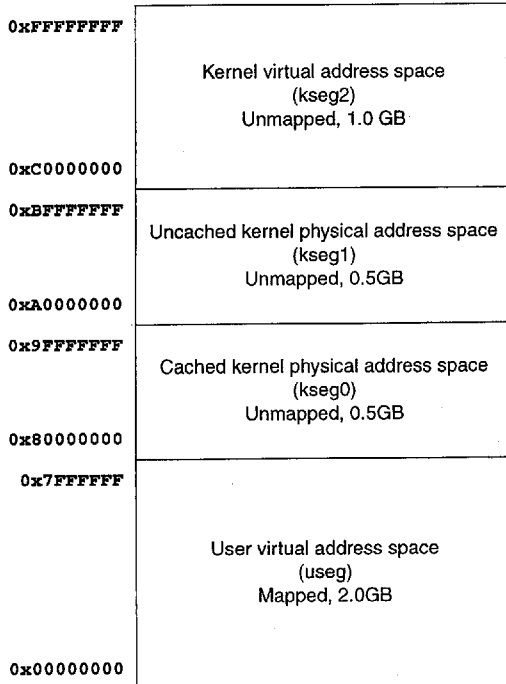 0xFFFFFFFF
Kernel virtual address space
(kseg2)
Unmapped, 1.0 GB
0xC0000000
0xBFFFFFFF
Uncached kernel physical address space
(kseg1)
Unmapped, 0.5GB
0xA0000000
0x9FFFFFFF
Cached kernel physical address space
(kseg0)
Unmapped, 0.5GB
0x80000000
0x7FFFFFF
User virtual address space
(useg)
Mapped, 2.0GB
0x00000000